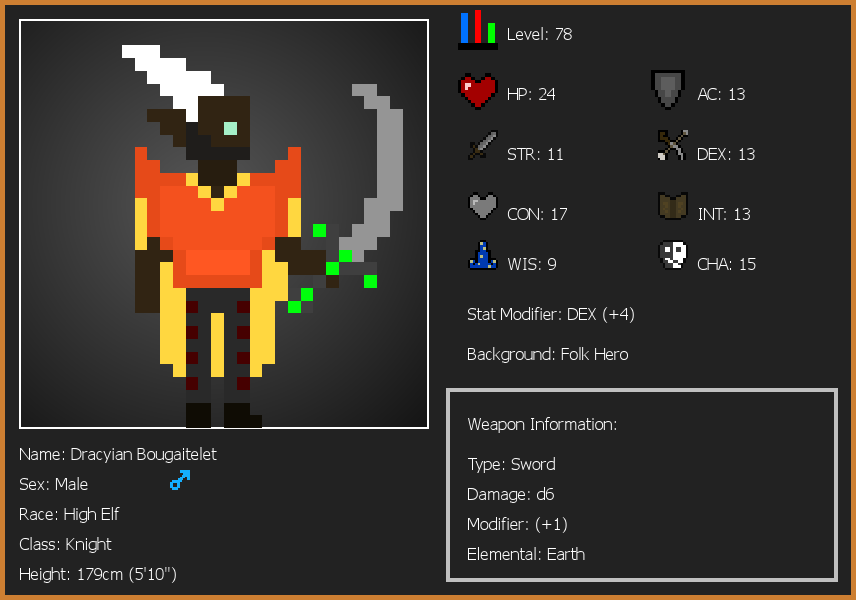 Level: 78
HP: 24
AC: 13
STR: 11
DEX: 13
CON: 17
INT: 13
WIS: 9
CHA: 15
Stat Modifier: DEX (+4)
Background: Folk Hero
Weapon Information:
Type: Sword
Damage: d6
Modifier: (+1)
Elemental: Earth
Name: Dracyian Bougaitelet
Sex: Male
Race: High Elf
Class: Knight
Height: 179cm (5'10")